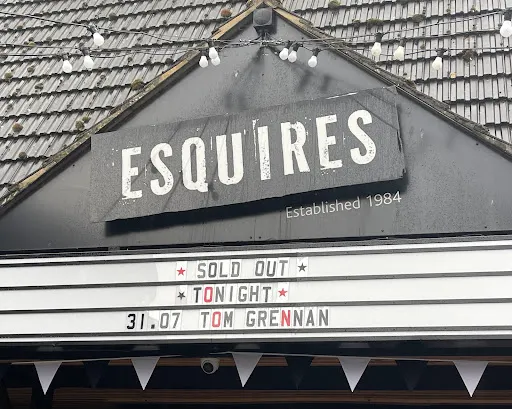 ESQUIRES
Established 1984
★ SOLD OUT ★
★ TONIGHT ★
31.07 TOM GRENNAN